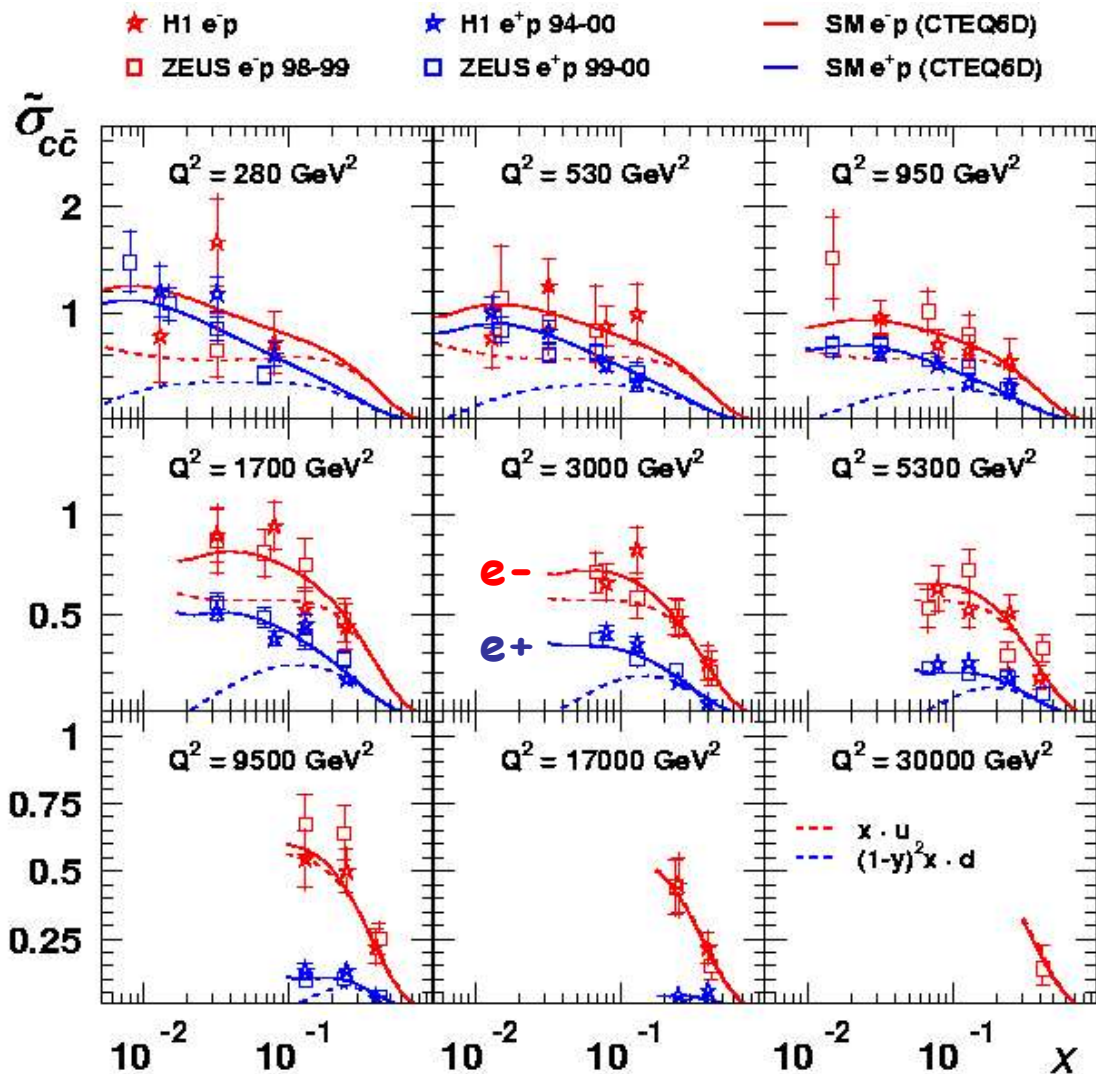 H1 e⁻p
H1 e⁺p 94-00
SM e⁻p (CTEQ6D)
ZEUS e⁻p 98-99
ZEUS e⁺p 99-00
SM e⁺p (CTEQ6D)
σ̃cc̄
Q² = 280 GeV²
Q² = 530 GeV²
Q² = 950 GeV²
2
1
Q² = 1700 GeV²
Q² = 3000 GeV²
Q² = 5300 GeV²
1
0.5
e-
e+
Q² = 9500 GeV²
Q² = 17000 GeV²
Q² = 30000 GeV²
1
0.75
0.5
0.25
x · u
(1-y)²x · d
10⁻² 10⁻¹ 10⁻² 10⁻¹ 10⁻² 10⁻¹ x